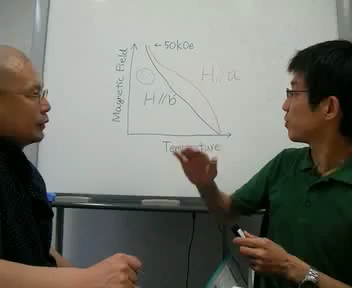 ← 50kOe
Magnetic Field
H//a
H//b
Temperature